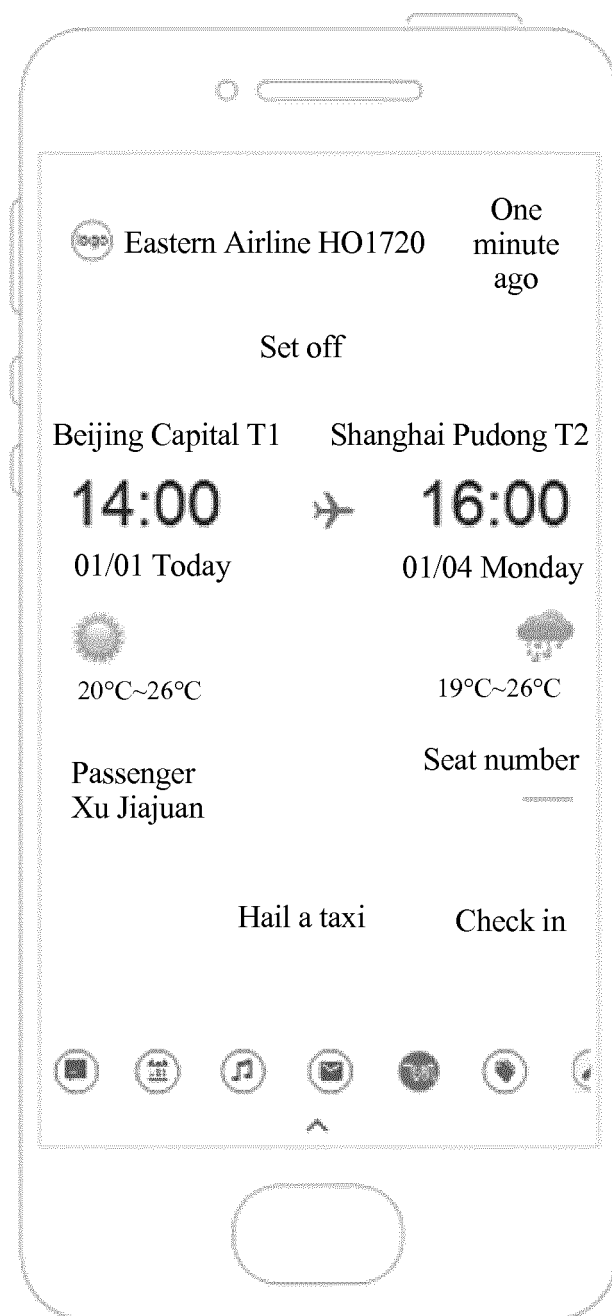 Eastern Airline HO1720
One
minute
ago
Set off
Beijing Capital T1
Shanghai Pudong T2
14:00
16:00
01/01 Today
01/04 Monday
20°C~26°C
19°C~26°C
Passenger
Xu Jiajuan
Seat number
Hail a taxi
Check in